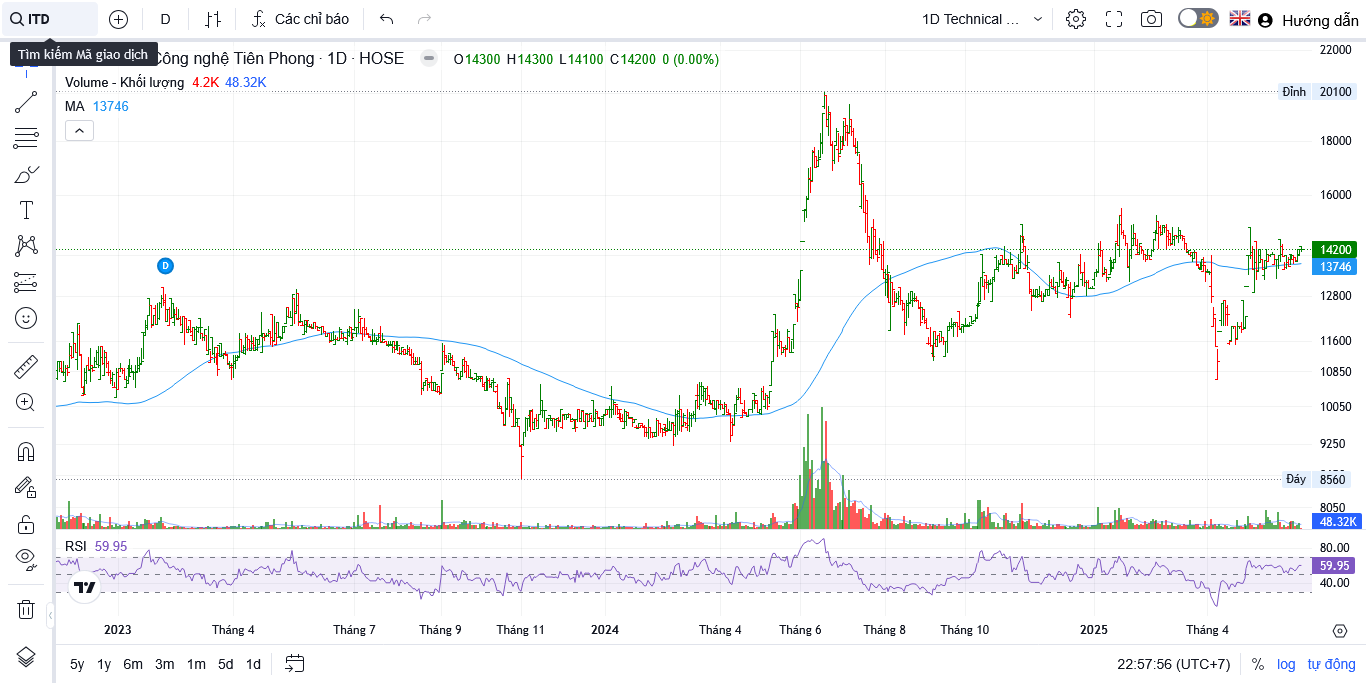 ITD
D
Các chỉ báo
1D Technical ...
Hướng dẫn
Tìm kiếm Mã giao dịch
Công nghệ Tiên Phong · 1D · HOSE
O14300 H14300 L14100 C14200 0 (0.00%)
Volume - Khối lượng 4.2K 48.32K
MA 13746
22000
Đỉnh 20100
18000
16000
14200
13746
12800
11600
10850
10050
9250
Đáy 8560
8050
48.32K
D
RSI 59.95
80.00
59.95
40.00
2023 Tháng 4 Tháng 7 Tháng 9 Tháng 11 2024 Tháng 4 Tháng 6 Tháng 8 Tháng 10 2025 Tháng 4
5y 1y 6m 3m 1m 5d 1d
22:57:56 (UTC+7) % log tự động